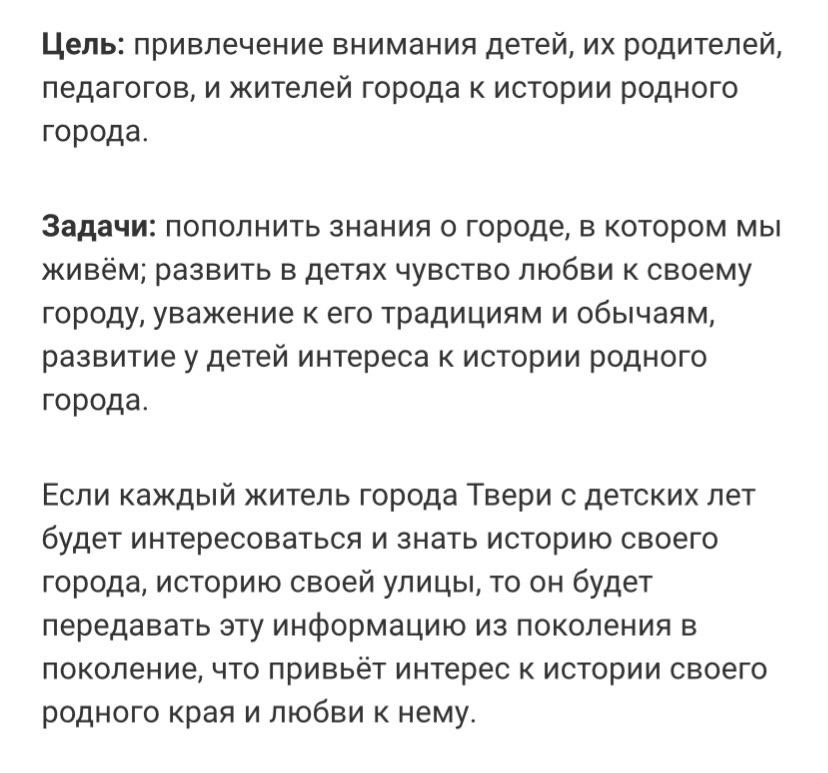 Цель: привлечение внимания детей, их родителей,
педагогов, и жителей города к истории родного
города.
Задачи: пополнить знания о городе, в котором мы
живём; развить в детях чувство любви к своему
городу, уважение к его традициям и обычаям,
развитие у детей интереса к истории родного
города.
Если каждый житель города Твери с детских лет
будет интересоваться и знать историю своего
города, историю своей улицы, то он будет
передавать эту информацию из поколения в
поколение, что привьёт интерес к истории своего
родного края и любви к нему.